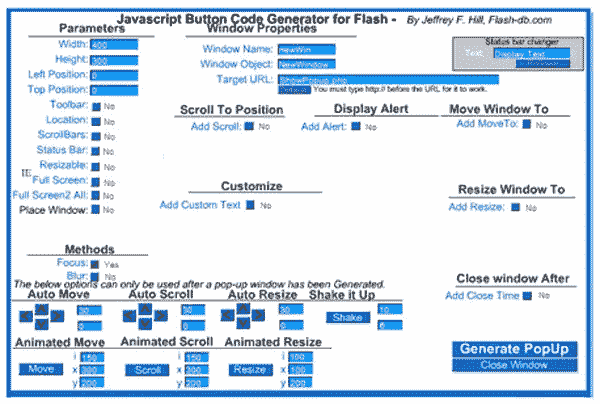 Javascript Button Code Generator for Flash - By Jeffrey F. Hill, Flash-db.com
Parameters
Width: 400
Height: 300
Left Position: 0
Top Position: 0
Toolbar: No
Location: No
ScrollBars: No
Status Bar: No
Resizable: No
Full Screen: No
Full Screen2 All: No
Place Window: No
Methods
Focus: Yes
Blur: No
Window Properties
Window Name: newWin
Window Object: NewWindow
Target URL: ShowPopup.php
You must type http:// before the URL for it to work.
Status bar changer
Text: Display Text
Scroll To Position
Add Scroll: No
Display Alert
Add Alert: No
Move Window To
Add MoveTo: No
Customize
Add Custom Text No
Resize Window To
Add Resize: No
Close window After
Add Close Time No
The below options can only be used after a pop-up window has been Generated.
Auto Move
0
Auto Scroll
30
0
Auto Resize
30
0
Shake it Up
Shake
10
Animated Move
Move
i 150
x 300
y 200
Animated Scroll
Scroll
i 150
x 300
y 200
Animated Resize
Resize
i 100
x 100
y 200
Generate PopUp
Close Window